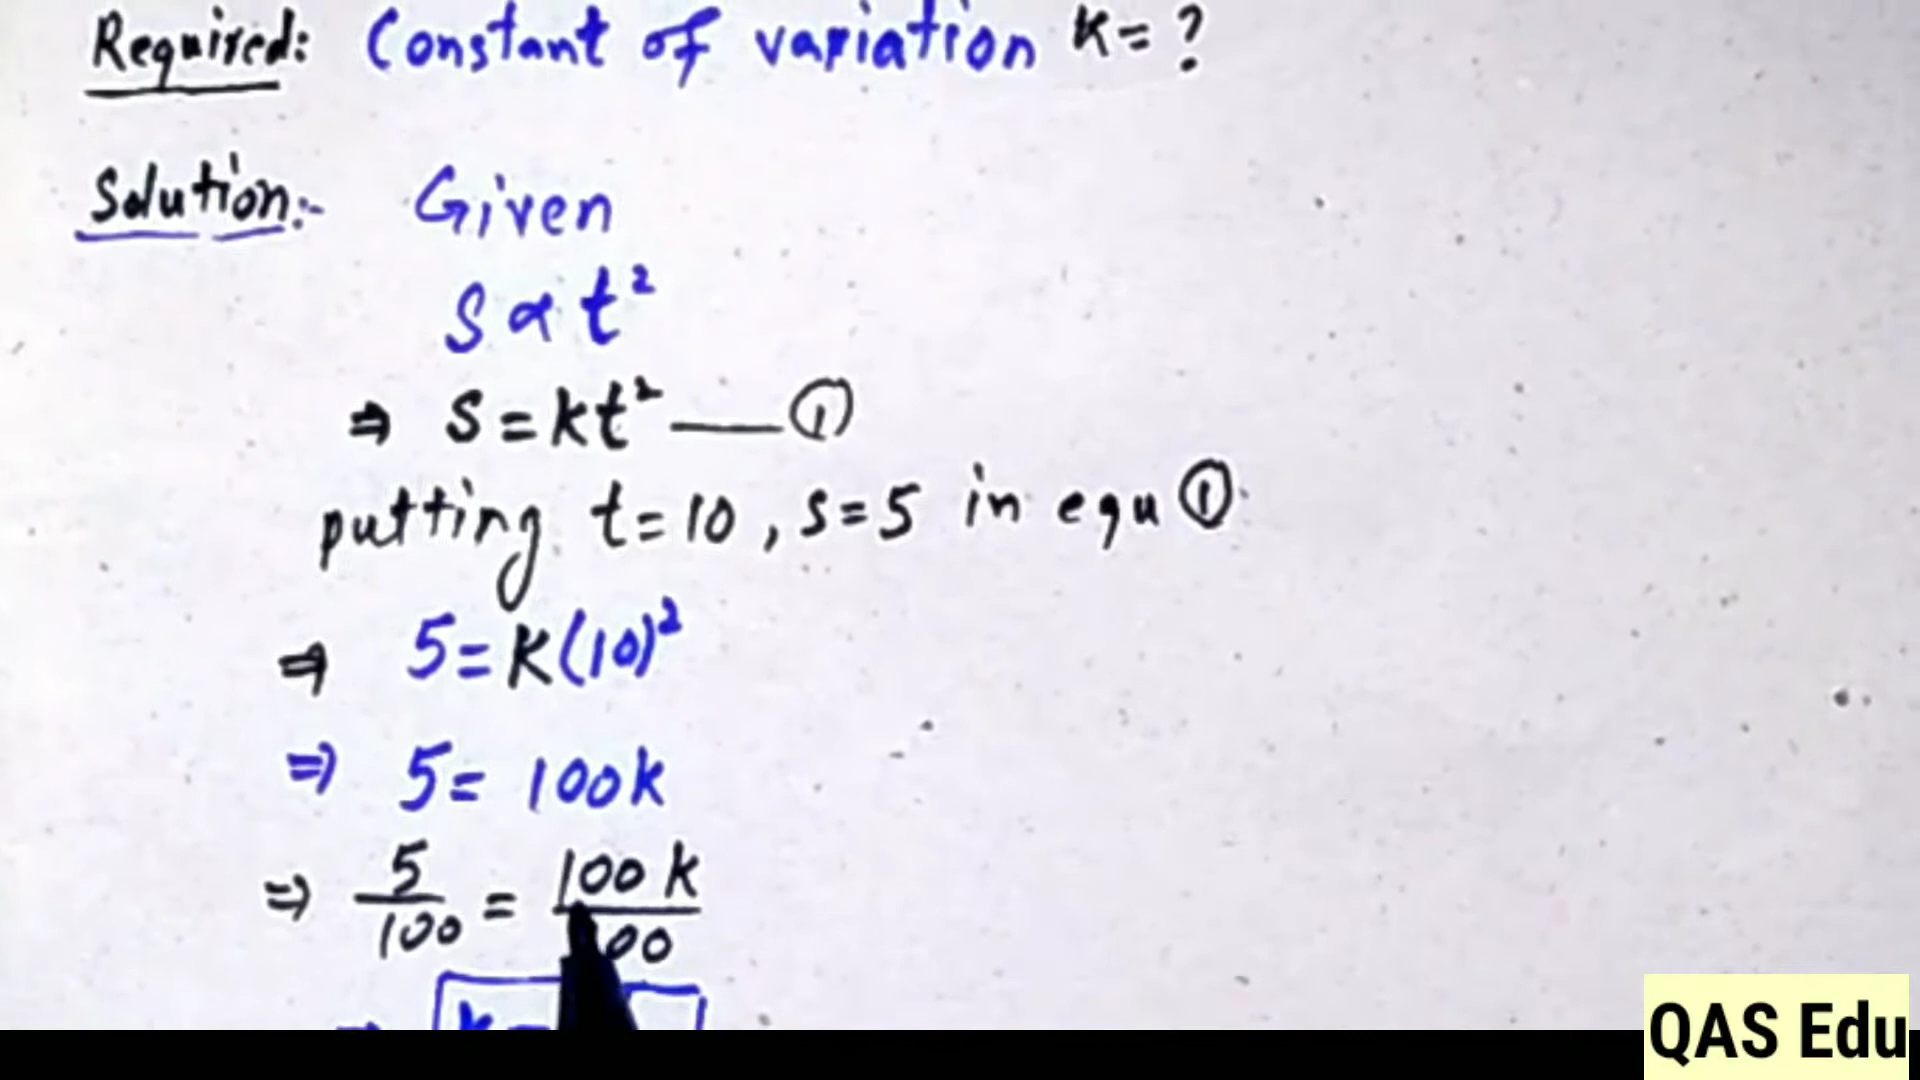 Required: Constant of variation K = ?
Solution:- Given
S ∝ t²
⇒ S = kt² —— ①
putting t = 10, s = 5 in equ ①
⇒ 5 = K(10)²
⇒ 5 = 100k
⇒ 5/100 = 100k/100
QAS Edu